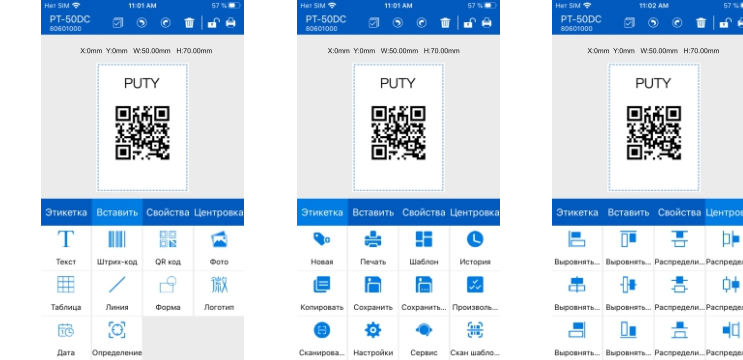 Нет SIM 11:01 AM 57 %
PT-50DC
80601000
X:0mm Y:0mm W:50.00mm H:70.00mm
PUTY
Этикетка Вставить Свойства Центровка
Текст Штрих-код QR код Фото
Таблица Линия Форма Логотип
Дата Определение
Нет SIM 11:01 AM 57 %
PT-50DC
80601000
X:0mm Y:0mm W:50.00mm H:70.00mm
PUTY
Этикетка Вставить Свойства Центровка
Новая Печать Шаблон История
Копировать Сохранить Сохранить... Произволь...
Сканирова... Настройки Сервис Скан шабло...
Нет SIM 11:02 AM 57 %
PT-50DC
80601000
X:0mm Y:0mm W:50.00mm H:70.00mm
PUTY
Этикетка Вставить Свойства Центров
Выровнять... Выровнять... Распредели... Распредел
Выровнять... Выровнять... Распредели... Распредел
Выровнять... Выровнять... Распредели... Распредел